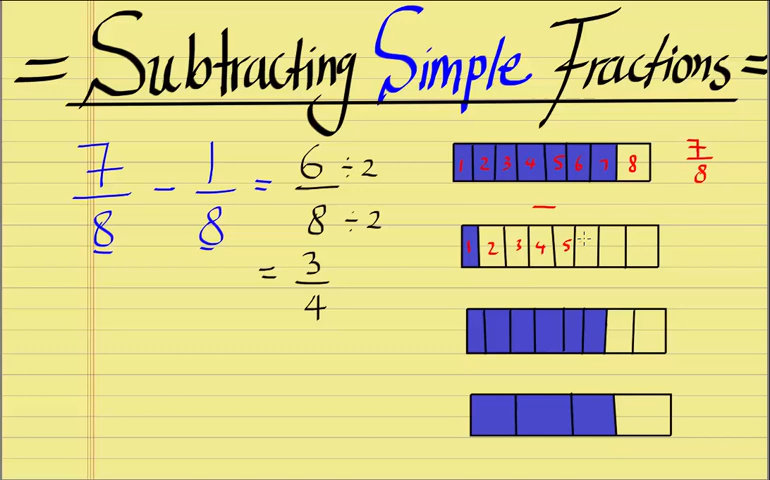 = Subtracting Simple Fractions =
7/8 - 1/8 = 6/8 ÷2 ÷2
= 3/4
1 2 3 4 5 6 7 8 7/8
-
1 2 3 4 5